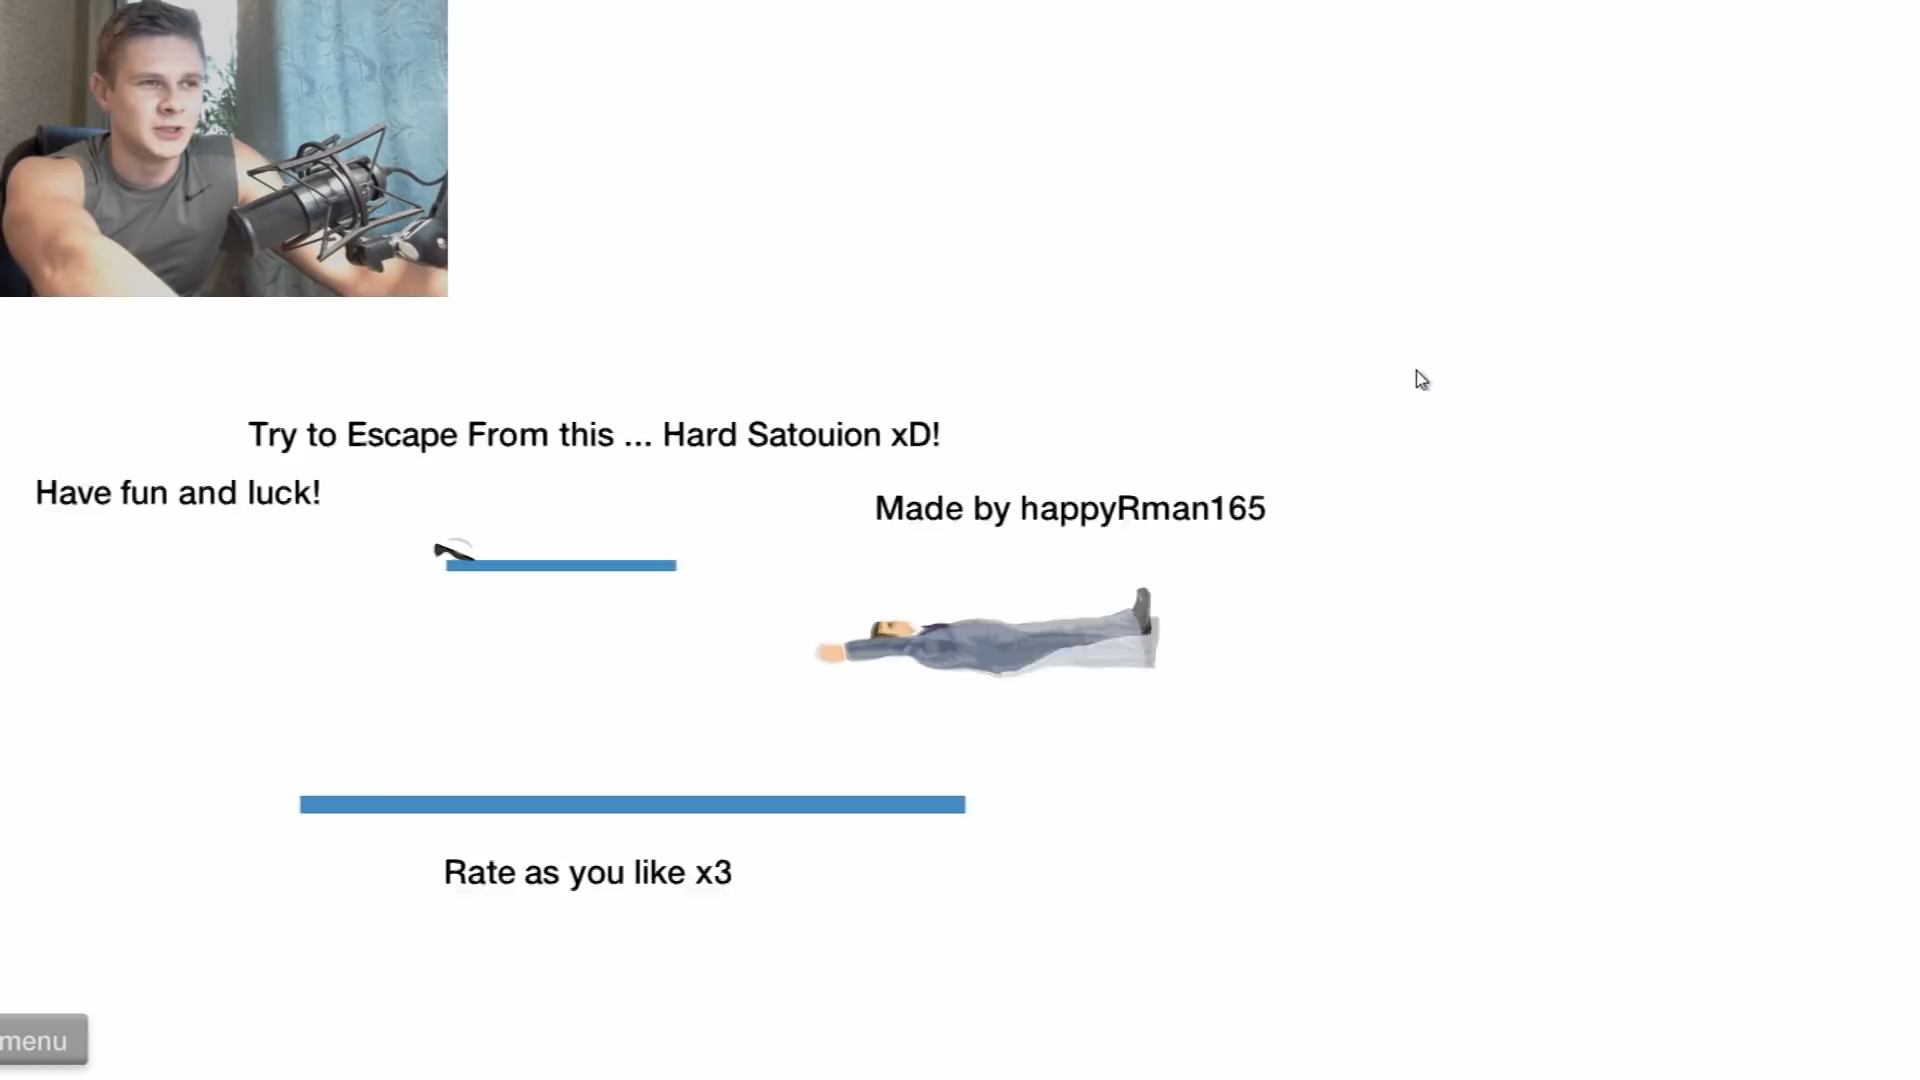 Try to Escape From this ... Hard Satouion xD!
Have fun and luck!
Made by happyRman165
Rate as you like x3
menu